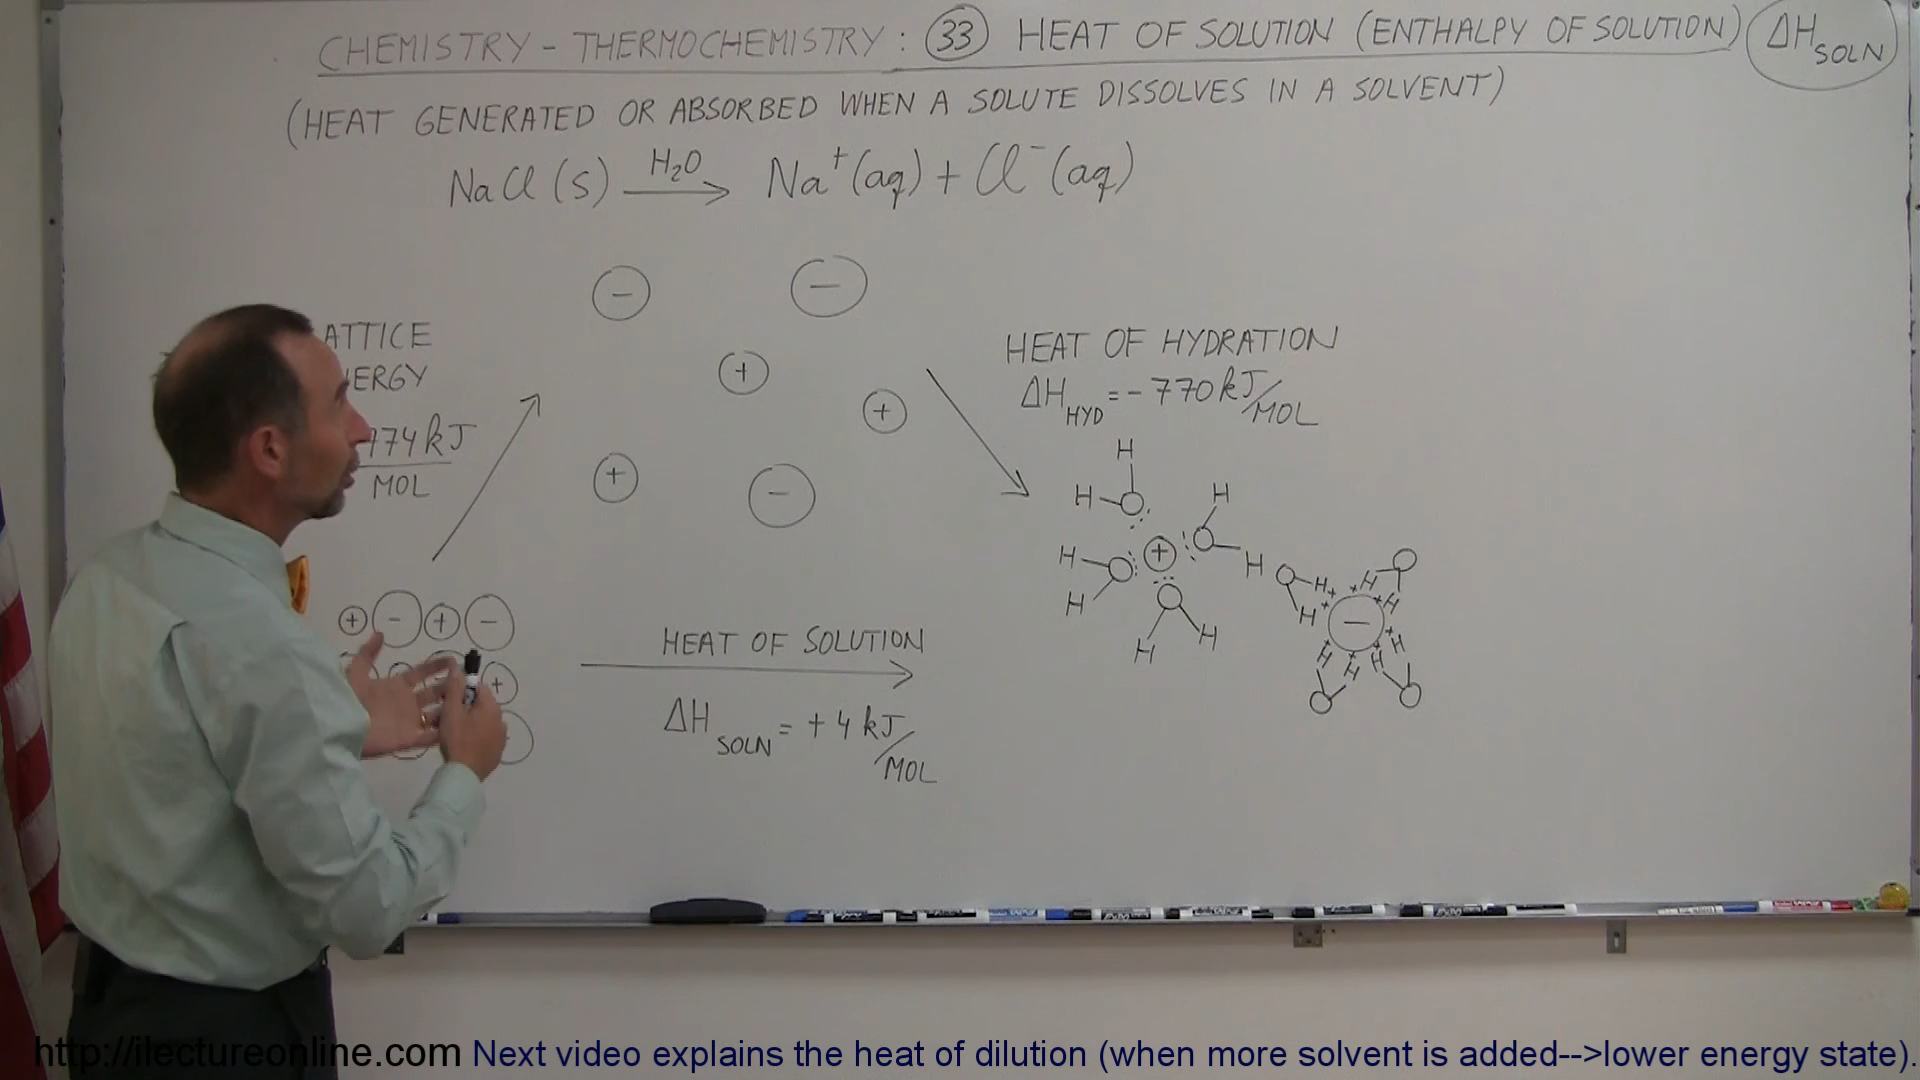 CHEMISTRY - THERMOCHEMISTRY : 33 HEAT OF SOLUTION (ENTHALPY OF SOLUTION) ΔH SOLN
(HEAT GENERATED OR ABSORBED WHEN A SOLUTE DISSOLVES IN A SOLVENT)
NaCl (s) H₂O → Na⁺(aq) + Cl⁻(aq)
ATTICE
ERGY
774 kJ
MOL
− −
+ +
+ −
HEAT OF HYDRATION
ΔH HYD = - 770 kJ/MOL
H
H O H
H O + O H
H O H
H H
O H+ + H O
H + − + H
H H H H
O O
+ − + −
+
HEAT OF SOLUTION
→
ΔH SOLN = + 4 kJ/MOL
http://ilectureonline.com Next video explains the heat of dilution (when more solvent is added-->lower energy state).